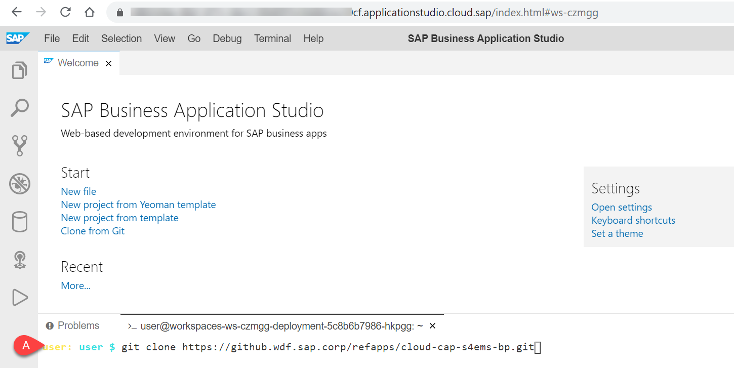 cf.applicationstudio.cloud.sap/index.html#ws-czmgg
SAP File Edit Selection View Go Debug Terminal Help SAP Business Application Studio
SAP Welcome ×
SAP Business Application Studio
Web-based development environment for SAP business apps
Start
New file
New project from Yeoman template
New project from template
Clone from Git
Settings
Open settings
Keyboard shortcuts
Set a theme
Recent
More...
Problems >_ user@workspaces-ws-czmgg-deployment-5c8b6b7986-hkpgg: ~ ×
A user: user $ git clone https://github.wdf.sap.corp/refapps/cloud-cap-s4ems-bp.git